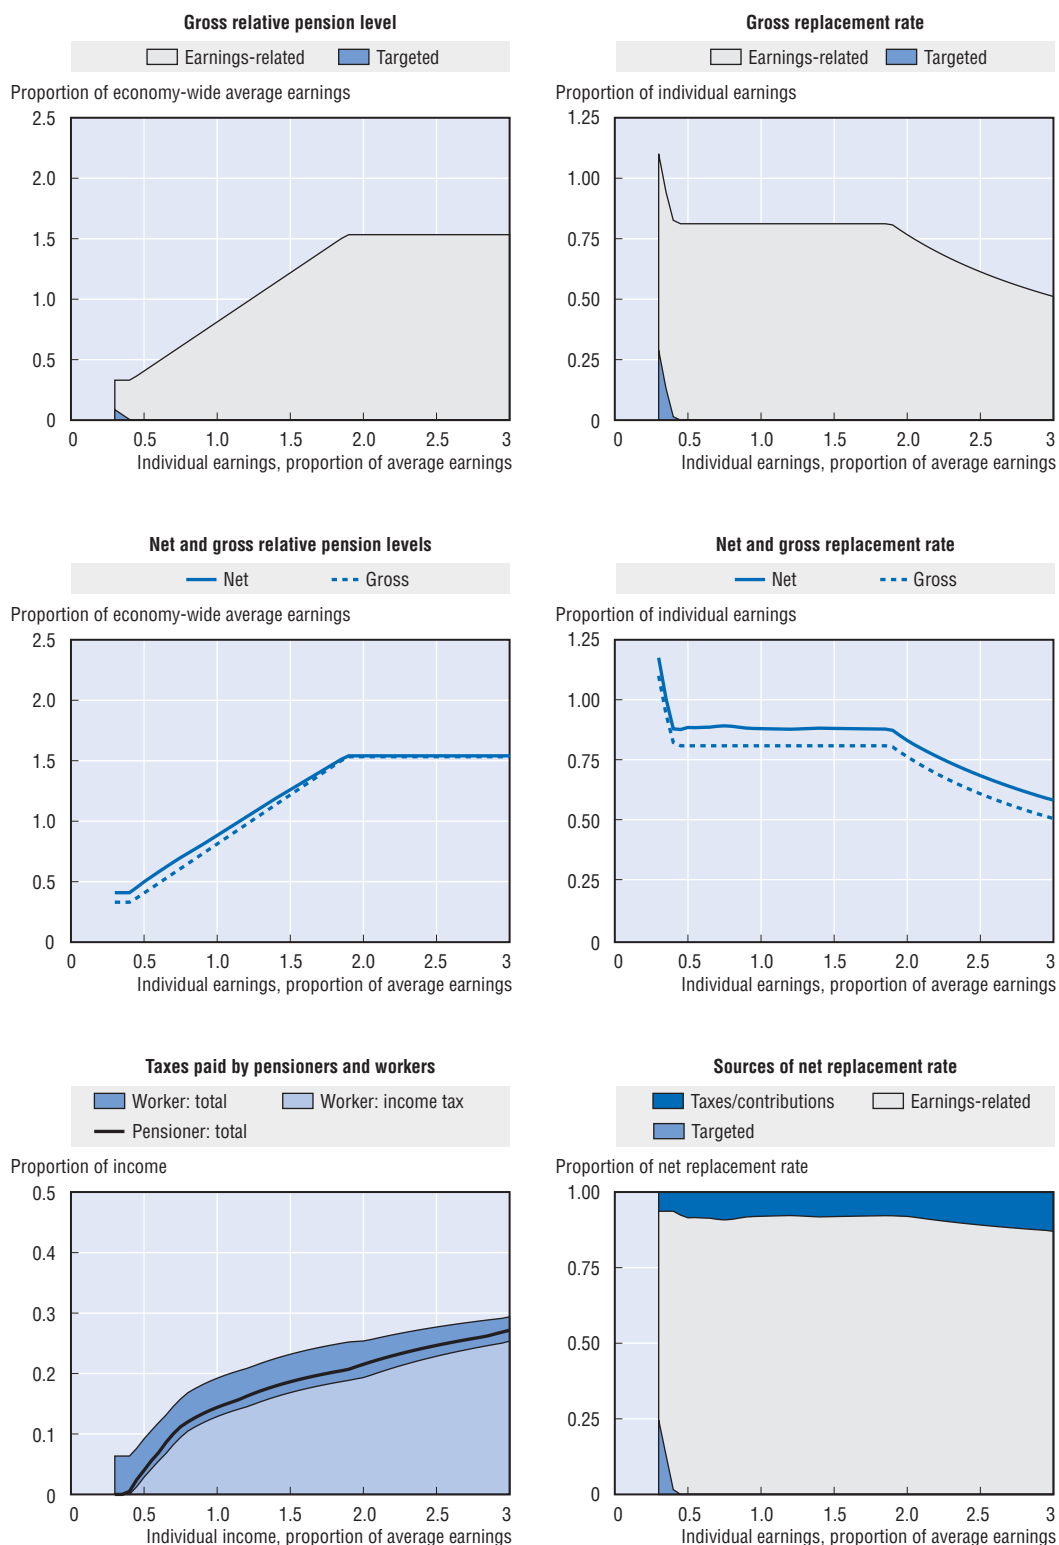 Gross relative pension level
Earnings-related Targeted
Proportion of economy-wide average earnings
2.5
2.0
1.5
1.0
0.5
0
0 0.5 1.0 1.5 2.0 2.5 3
Individual earnings, proportion of average earnings
Gross replacement rate
Earnings-related Targeted
Proportion of individual earnings
1.25
1.00
0.75
0.50
0.25
0
0 0.5 1.0 1.5 2.0 2.5 3
Individual earnings, proportion of average earnings
Net and gross relative pension levels
Net Gross
Proportion of economy-wide average earnings
2.5
2.0
1.5
1.0
0.5
0
0 0.5 1.0 1.5 2.0 2.5 3
Individual earnings, proportion of average earnings
Net and gross replacement rate
Net Gross
Proportion of individual earnings
1.25
1.00
0.75
0.50
0.25
0
0 0.5 1.0 1.5 2.0 2.5 3
Individual earnings, proportion of average earnings
Taxes paid by pensioners and workers
Worker: total Worker: income tax
Pensioner: total
Proportion of income
0.5
0.4
0.3
0.2
0.1
0
0 0.5 1.0 1.5 2.0 2.5 3
Individual income, proportion of average earnings
Sources of net replacement rate
Taxes/contributions Earnings-related
Targeted
Proportion of net replacement rate
1.00
0.75
0.50
0.25
0
0 0.5 1.0 1.5 2.0 2.5 3
Individual earnings, proportion of average earnings